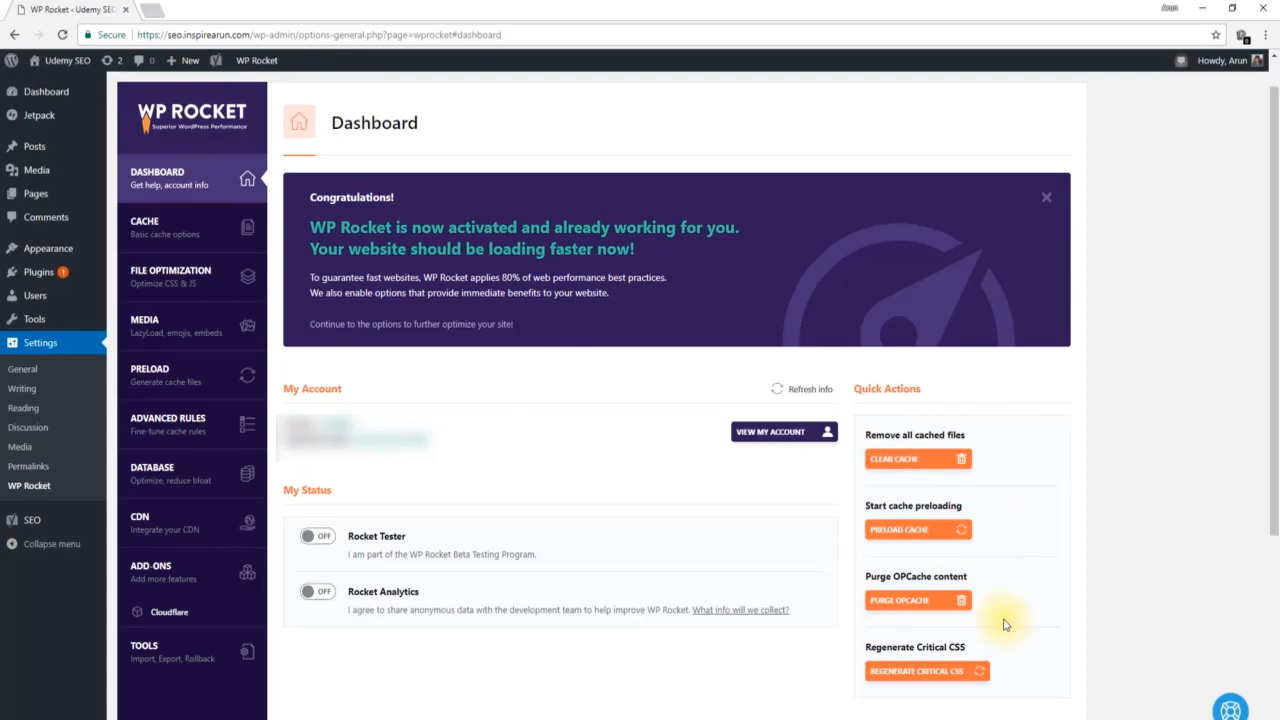 WP Rocket ‹ Udemy SEO
Arun
Secure
https://seo.inspirearun.com/wp-admin/options-general.php?page=wprocket#dashboard
Udemy SEO
2
0
New
WP Rocket
Howdy, Arun
Dashboard
Jetpack
Posts
Media
Pages
Comments
Appearance
Plugins 1
Users
Tools
Settings
General
Writing
Reading
Discussion
Media
Permalinks
WP Rocket
SEO
Collapse menu
WP ROCKET
Superior WordPress Performance
DASHBOARD
Get help, account info
CACHE
Basic cache options
FILE OPTIMIZATION
Optimize CSS & JS
MEDIA
LazyLoad, emojis, embeds
PRELOAD
Generate cache files
ADVANCED RULES
Fine-tune cache rules
DATABASE
Optimize, reduce bloat
CDN
Integrate your CDN
ADD-ONS
Add more features
Cloudflare
TOOLS
Import, Export, Rollback
Dashboard
Congratulations!
WP Rocket is now activated and already working for you.
Your website should be loading faster now!
To guarantee fast websites, WP Rocket applies 80% of web performance best practices.
We also enable options that provide immediate benefits to your website.
Continue to the options to further optimize your site!
My Account
Refresh info
VIEW MY ACCOUNT
My Status
OFF
Rocket Tester
I am part of the WP Rocket Beta Testing Program.
OFF
Rocket Analytics
I agree to share anonymous data with the development team to help improve WP Rocket. What info will we collect?
Quick Actions
Remove all cached files
CLEAR CACHE
Start cache preloading
PRELOAD CACHE
Purge OPCache content
PURGE OPCACHE
Regenerate Critical CSS
REGENERATE CRITICAL CSS